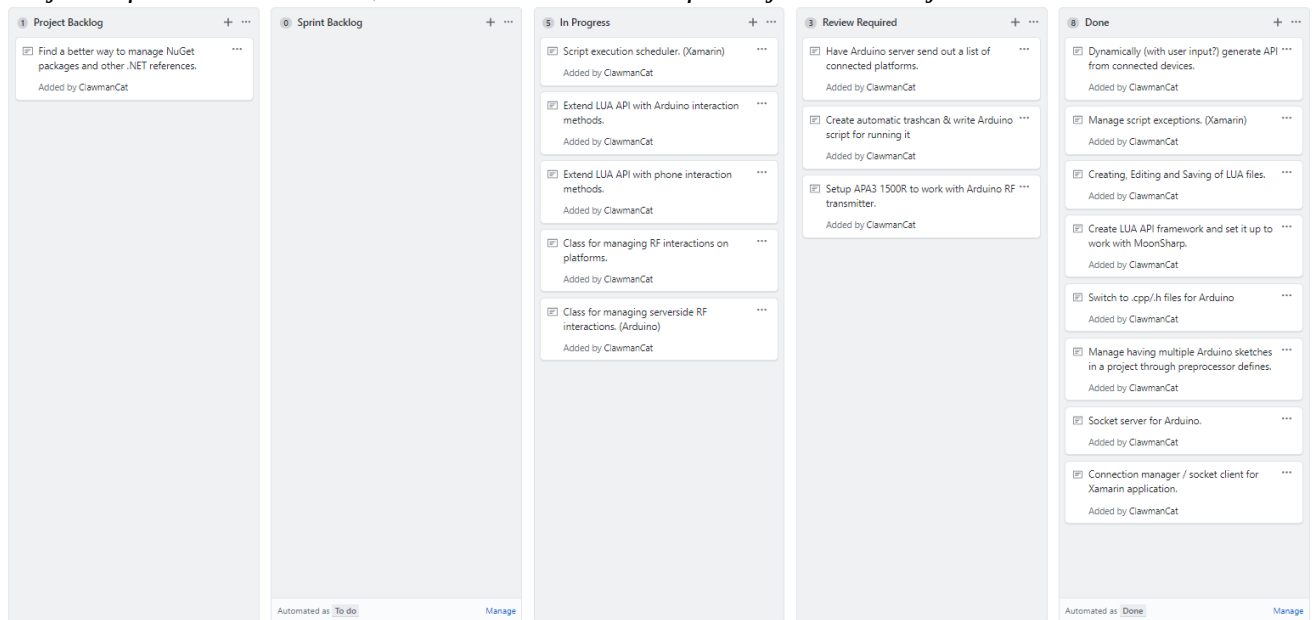 1 Project Backlog
Find a better way to manage NuGet
packages and other .NET references.
Added by ClawmanCat
0 Sprint Backlog
Automated as To do
Manage
5 In Progress
Script execution scheduler. (Xamarin)
Added by ClawmanCat
Extend LUA API with Arduino interaction
methods.
Added by ClawmanCat
Extend LUA API with phone interaction
methods.
Added by ClawmanCat
Class for managing RF interactions on
platforms.
Added by ClawmanCat
Class for managing serverside RF
interactions. (Arduino)
Added by ClawmanCat
3 Review Required
Have Arduino server send out a list of
connected platforms.
Added by ClawmanCat
Create automatic trashcan & write Arduino
script for running it
Added by ClawmanCat
Setup APA3 1500R to work with Arduino RF
transmitter.
Added by ClawmanCat
8 Done
Dynamically (with user input?) generate API
from connected devices.
Added by ClawmanCat
Manage script exceptions. (Xamarin)
Added by ClawmanCat
Creating, Editing and Saving of LUA files.
Added by ClawmanCat
Create LUA API framework and set it up to
work with MoonSharp.
Added by ClawmanCat
Switch to .cpp/.h files for Arduino
Added by ClawmanCat
Manage having multiple Arduino sketches
in a project through preprocessor defines.
Added by ClawmanCat
Socket server for Arduino.
Added by ClawmanCat
Connection manager / socket client for
Xamarin application.
Added by ClawmanCat
Automated as Done
Manage